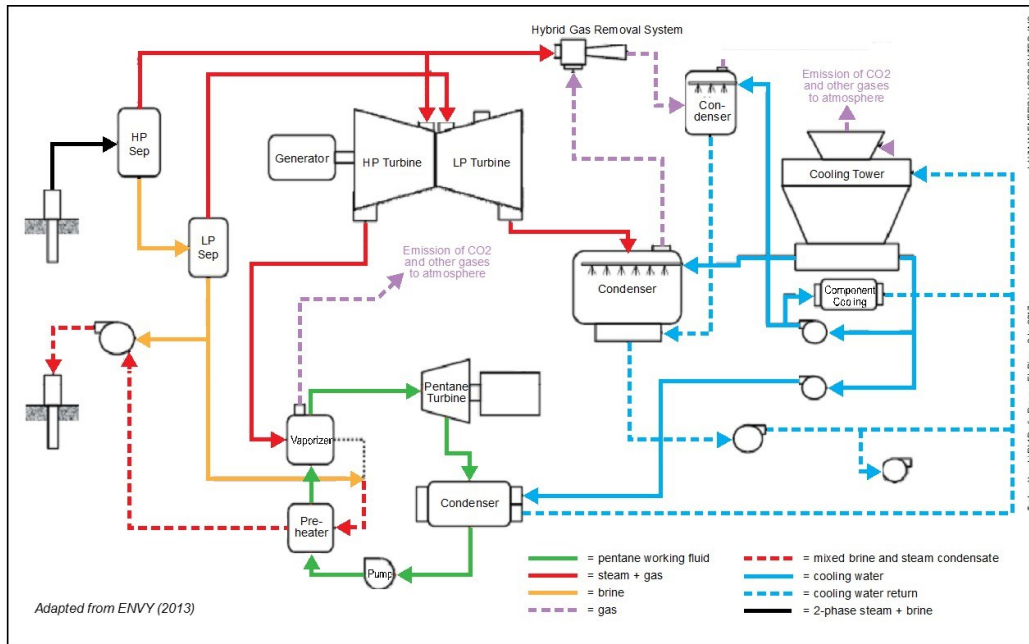 Hybrid Gas Removal System
Emission of CO2
and other gases
to atmosphere
Con-
denser
HP
Sep
Generator
HP Turbine
LP Turbine
Cooling Tower
LP
Sep
Emission of CO2
and other gases
to atmosphere
Condenser
Component
Cooling
Pentane
Turbine
Vaporizer
Condenser
Pre-
heater
Pump
= pentane working fluid
= steam + gas
= brine
= gas
= mixed brine and steam condensate
= cooling water
= cooling water return
= 2-phase steam + brine
Adapted from ENVY (2013)